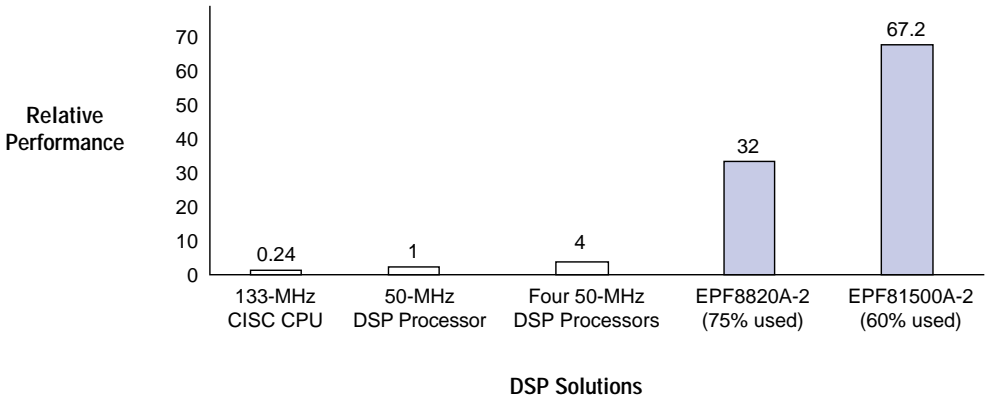 Relative
Performance
70
60
50
40
30
20
10
0
0.24
1
4
32
67.2
133-MHz
CISC CPU
50-MHz
DSP Processor
Four 50-MHz
DSP Processors
EPF8820A-2
(75% used)
EPF81500A-2
(60% used)
DSP Solutions